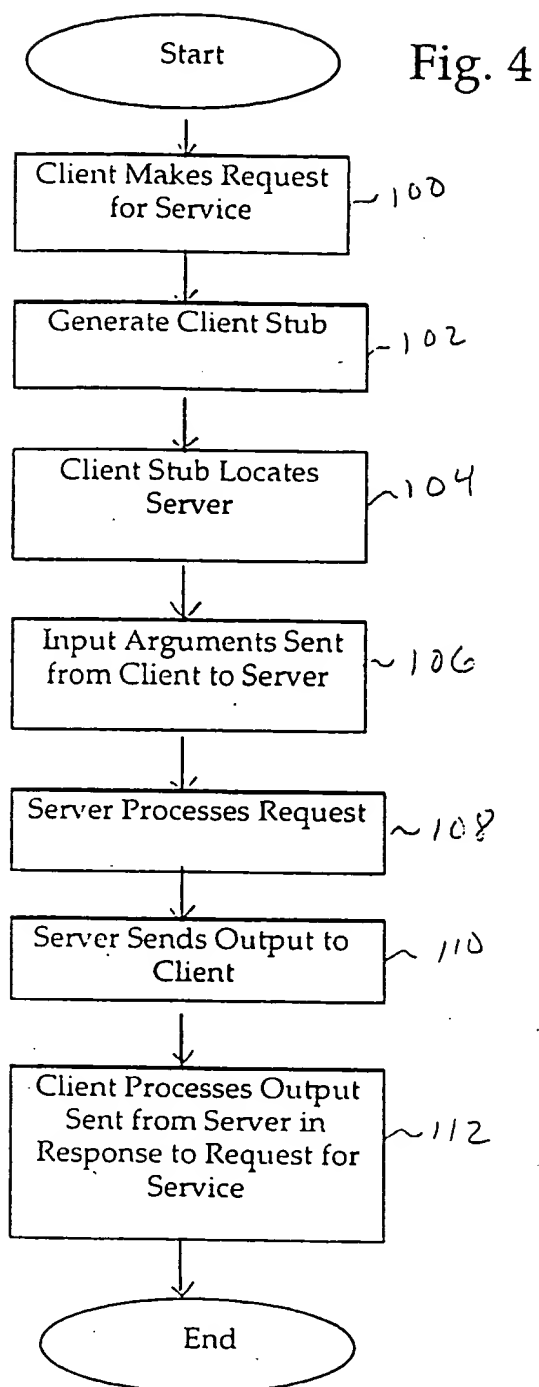 Start
Fig. 4
Client Makes Request
for Service
~ 100
Generate Client Stub
~ 102
Client Stub Locates
Server
~ 104
Input Arguments Sent
from Client to Server
~ 106
Server Processes Request
~ 108
Server Sends Output to
Client
~ 110
Client Processes Output
Sent from Server in
Response to Request for
Service
~ 112
End